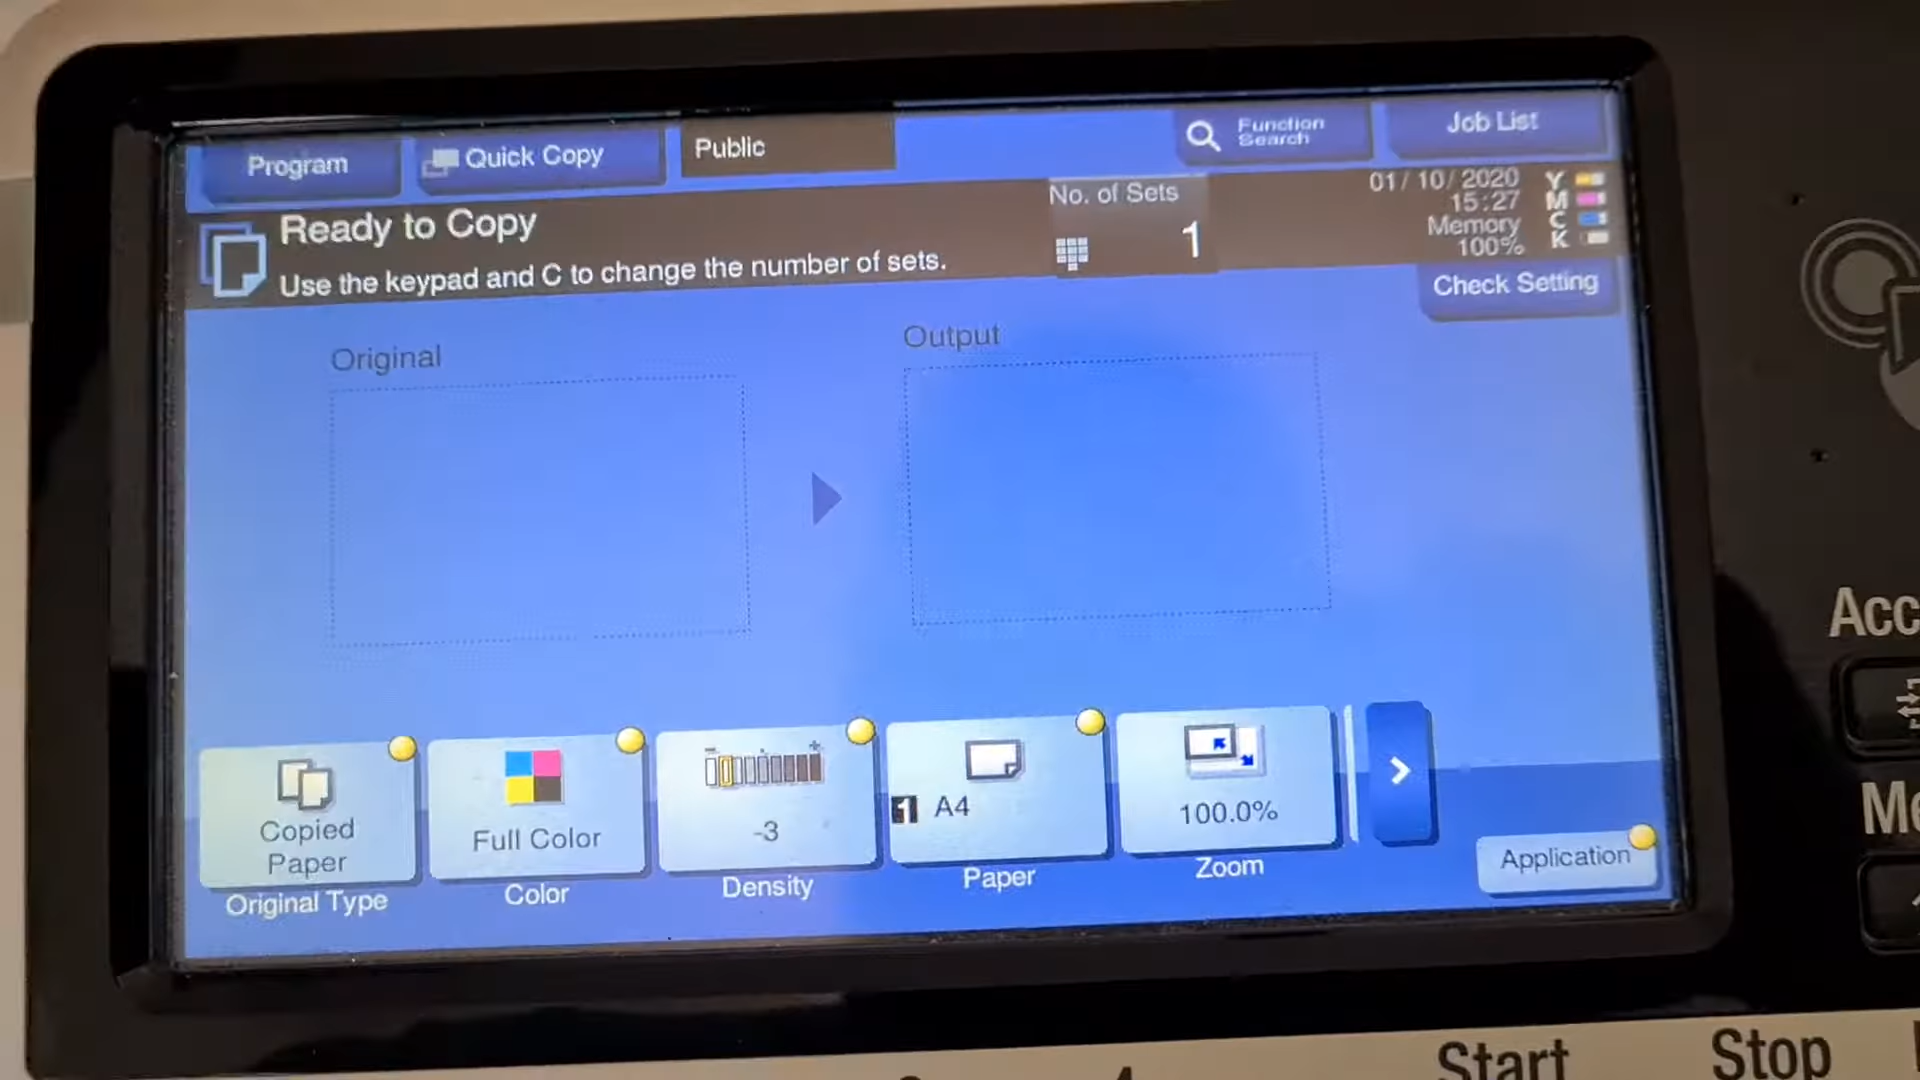 Program
Quick Copy
Public
Function
Search
Job List
Ready to Copy
Use the keypad and C to change the number of sets.
No. of Sets
1
01/10/2020
15:27
Memory
100%
Y
M
C
K
Check Setting
Original
Output
Copied
Paper
Original Type
Full Color
Color
-3
Density
1 A4
Paper
100.0%
Zoom
Application
Acc
Start
Stop